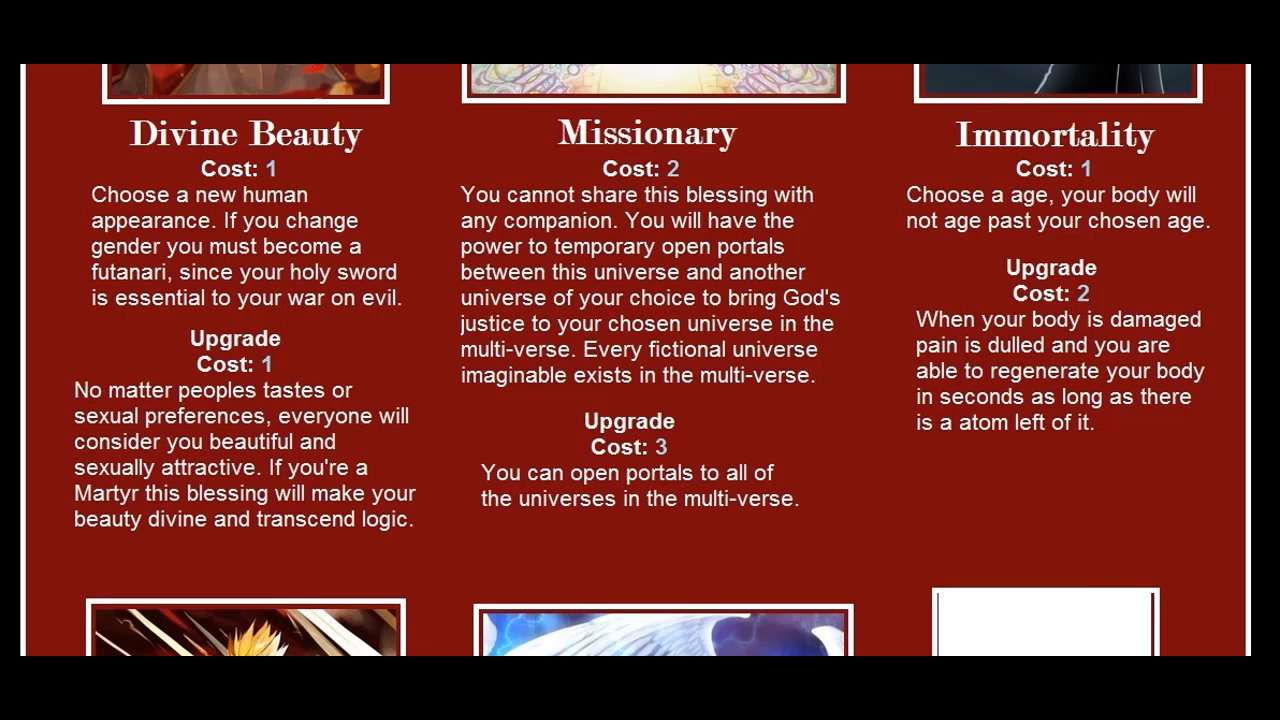 Divine Beauty
Cost: 1
Choose a new human
appearance. If you change
gender you must become a
futanari, since your holy sword
is essential to your war on evil.
Upgrade
Cost: 1
No matter peoples tastes or
sexual preferences, everyone will
consider you beautiful and
sexually attractive. If you're a
Martyr this blessing will make your
beauty divine and transcend logic.
Missionary
Cost: 2
You cannot share this blessing with
any companion. You will have the
power to temporary open portals
between this universe and another
universe of your choice to bring God's
justice to your chosen universe in the
multi-verse. Every fictional universe
imaginable exists in the multi-verse.
Upgrade
Cost: 3
You can open portals to all of
the universes in the multi-verse.
Immortality
Cost: 1
Choose a age, your body will
not age past your chosen age.
Upgrade
Cost: 2
When your body is damaged
pain is dulled and you are
able to regenerate your body
in seconds as long as there
is a atom left of it.